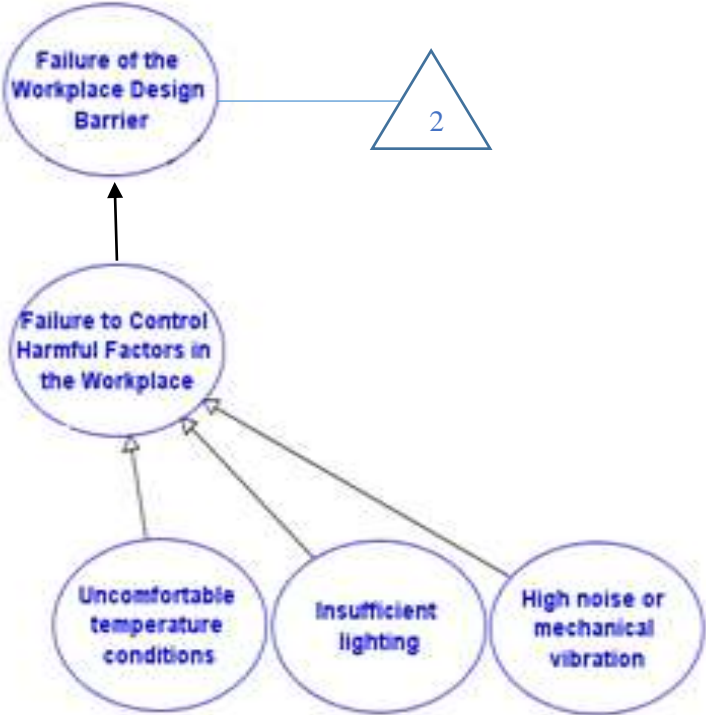 Failure of the
Workplace Design
Barrier
2
Failure to Control
Harmful Factors in
the Workplace
Uncomfortable
temperature
conditions
Insufficient
lighting
High noise or
mechanical
vibration